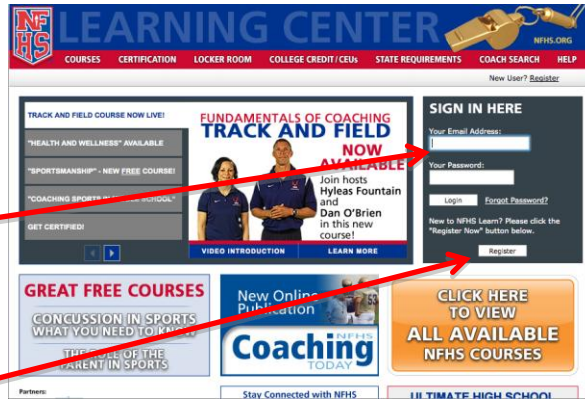 NF
HS
LEARNING CENTER
NFHS.ORG
COURSES CERTIFICATION LOCKER ROOM COLLEGE CREDIT/CEUs STATE REQUIREMENTS COACH SEARCH HELP
New User? Register
TRACK AND FIELD COURSE NOW LIVE!
"HEALTH AND WELLNESS" AVAILABLE
"SPORTSMANSHIP" - NEW FREE COURSE!
"COACHING SPORTS SCHOOL"
GET CERTIFIED!
FUNDAMENTALS OF COACHING
TRACK AND FIELD
NOW
AVAILABLE
Join hosts
Hyleas Fountain
and
Dan O'Brien
in this new
course!
VIDEO INTRODUCTION LEARN MORE
SIGN IN HERE
Your Email Address:
Your Password:
Login Forgot Password?
New to NFHS Learn? Please click the
"Register Now" button below.
Register
GREAT FREE COURSES
CONCUSSION IN SPORTS
WHAT YOU NEED TO KNOW
THE ROLE OF THE
PARENT IN SPORTS
New Online
Publication
53
NFHS
Coaching
TODAY
CLICK HERE
TO VIEW
ALL AVAILABLE
NFHS COURSES
Partners:
Stay Connected with NFHS
ULTIMATE HIGH SCHOOL